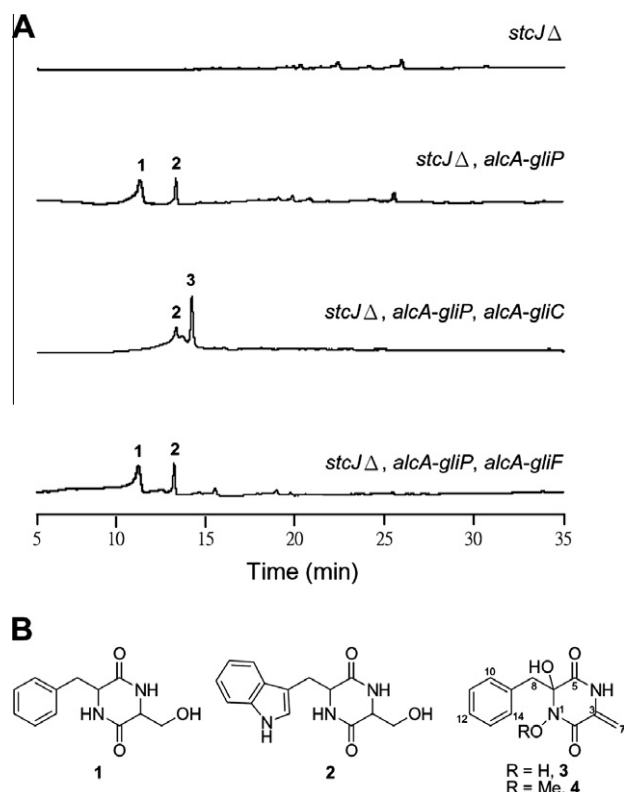 A
stcJΔ
1 2 stcJΔ, alcA-gliP
3
2 stcJΔ, alcA-gliP, alcA-gliC
1 2 stcJΔ, alcA-gliP, alcA-gliF
5 10 15 20 25 30 35
Time (min)
B
O NH HN OH O
1
O NH HN OH N H O
2
HO O 10 8 5 NH 12 14 N 1 3 RO O 7
R = H, 3
R = Me, 4